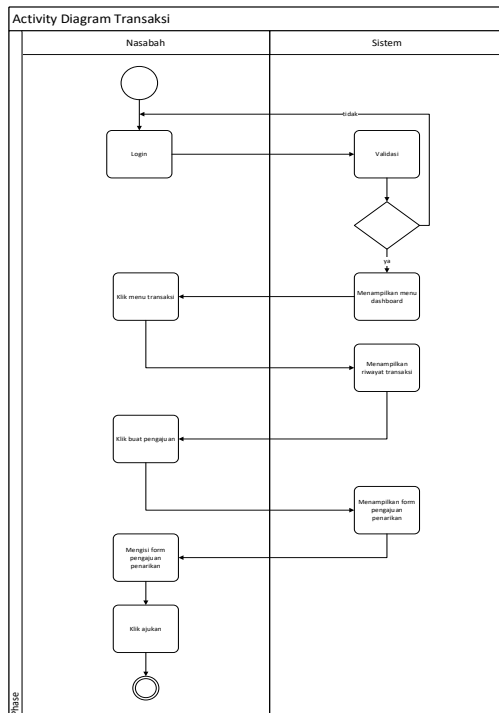 Activity Diagram Transaksi
Nasabah
Sistem
tidak
Login
Validasi
ya
Klik menu transaksi
Menampilkan menu
dashboard
Menampilkan
riwayat transaksi
Klik buat pengajuan
Menampilkan form
pengajuan
penarikan
Mengisi form
pengajuan
penarikan
Klik ajukan
Phase